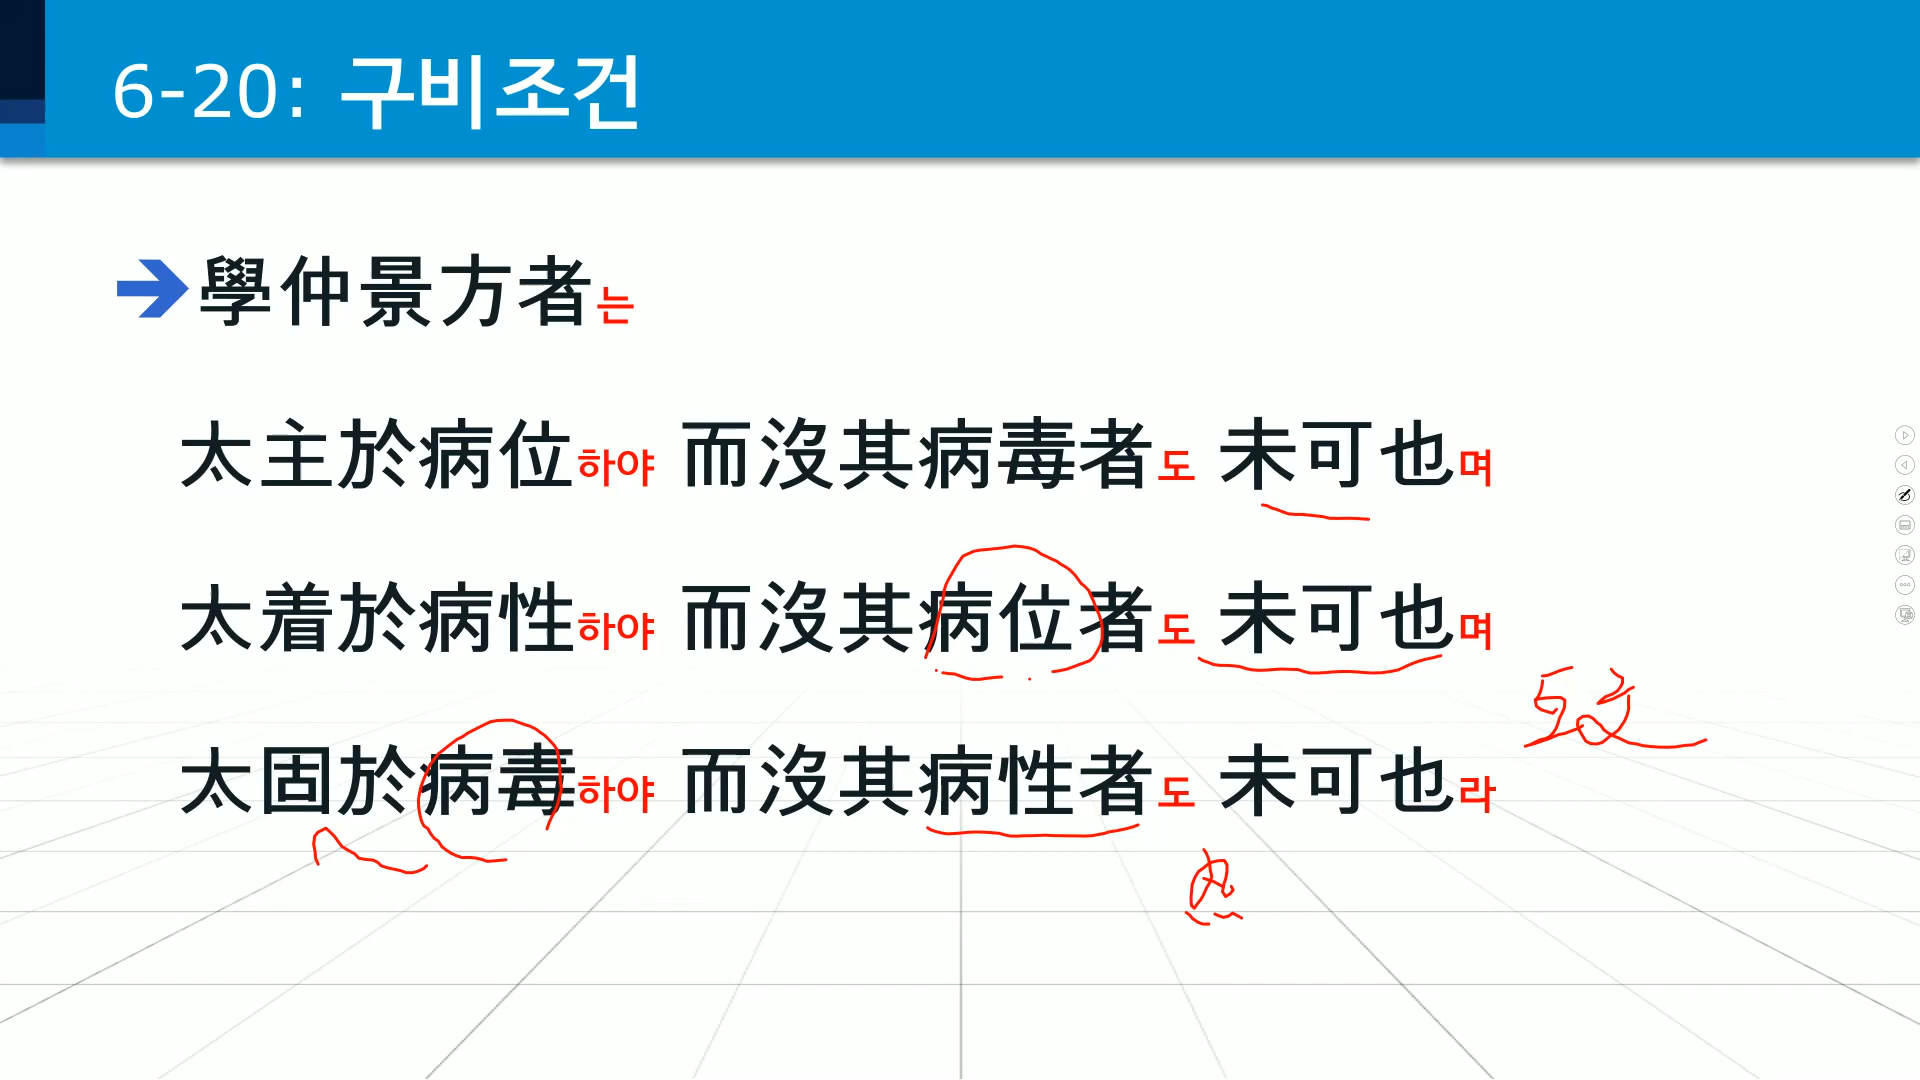 6-20: 구비조건
學仲景方者는
太主於病位하야 而沒其病毒者도 未可也며
太着於病性하야 而沒其病位者도 未可也며
太固於病毒하야 而沒其病性者도 未可也라